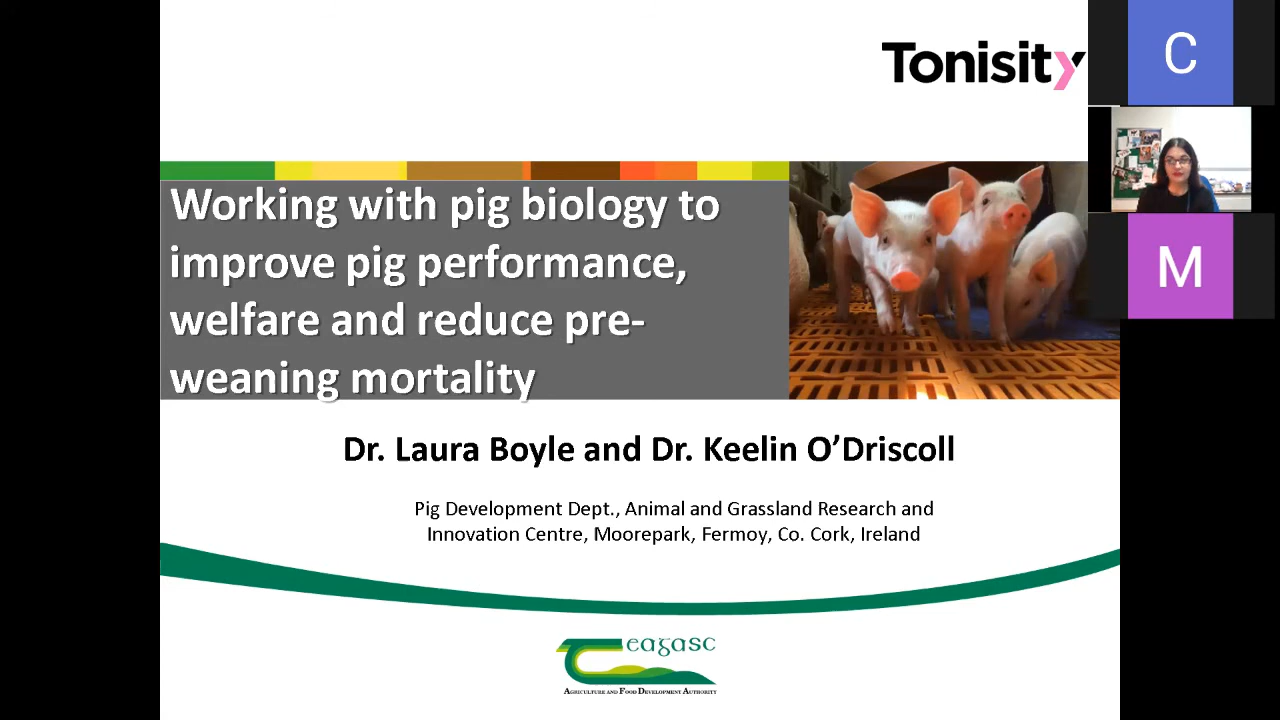 Tonisity
C
M
Working with pig biology to
improve pig performance,
welfare and reduce pre-
weaning mortality
Dr. Laura Boyle and Dr. Keelin O’Driscoll
Pig Development Dept., Animal and Grassland Research and
Innovation Centre, Moorepark, Fermoy, Co. Cork, Ireland
Teagasc
Agriculture and Food Development Authority